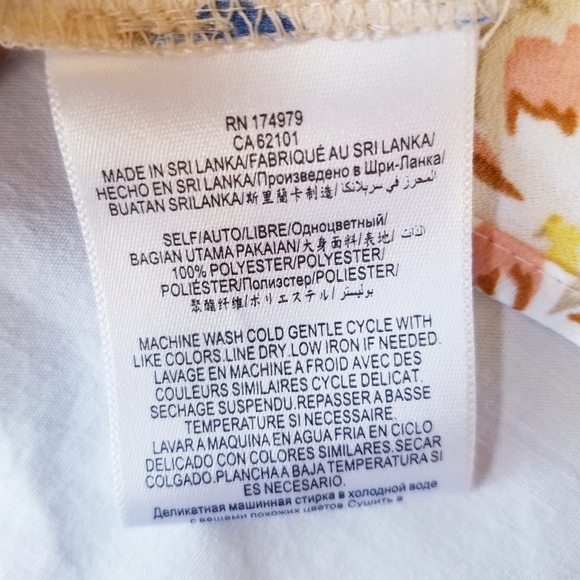 RN 174979
CA 62101
MADE IN SRI LANKA/FABRIQUÉ AU SRI LANKA/
HECHO EN SRI LANKA/Произведено в Шри-Ланка/
BUATAN SRILANKA/斯里蘭卡制造/المحرز في سريلانكا
SELF/AUTO/LIBRE/Одноцветный/
BAGIAN UTAMA PAKAIAN/大身面料/表地/الذات
100% POLYESTER/POLYESTER/
POLIÉSTER/Полиэстер/POLIESTER/
聚酯纤维/ポリエステル/بوليستر
MACHINE WASH COLD GENTLE CYCLE WITH
LIKE COLORS.LINE DRY.LOW IRON IF NEEDED.
LAVAGE EN MACHINE A FROID AVEC DES
COULEURS SIMILAIRES CYCLE DELICAT.
SECHAGE SUSPENDU.REPASSER A BASSE
TEMPERATURE SI NECESSAIRE.
LAVAR A MAQUINA EN AGUA FRIA EN CICLO
DELICADO CON COLORES SIMILARES.SECAR
COLGADO.PLANCHA A BAJA TEMPERATURA SI
ES NECESARIO.
Деликатная машинная стирка в холодной воде
с вещами похожих цветов.Сушить в